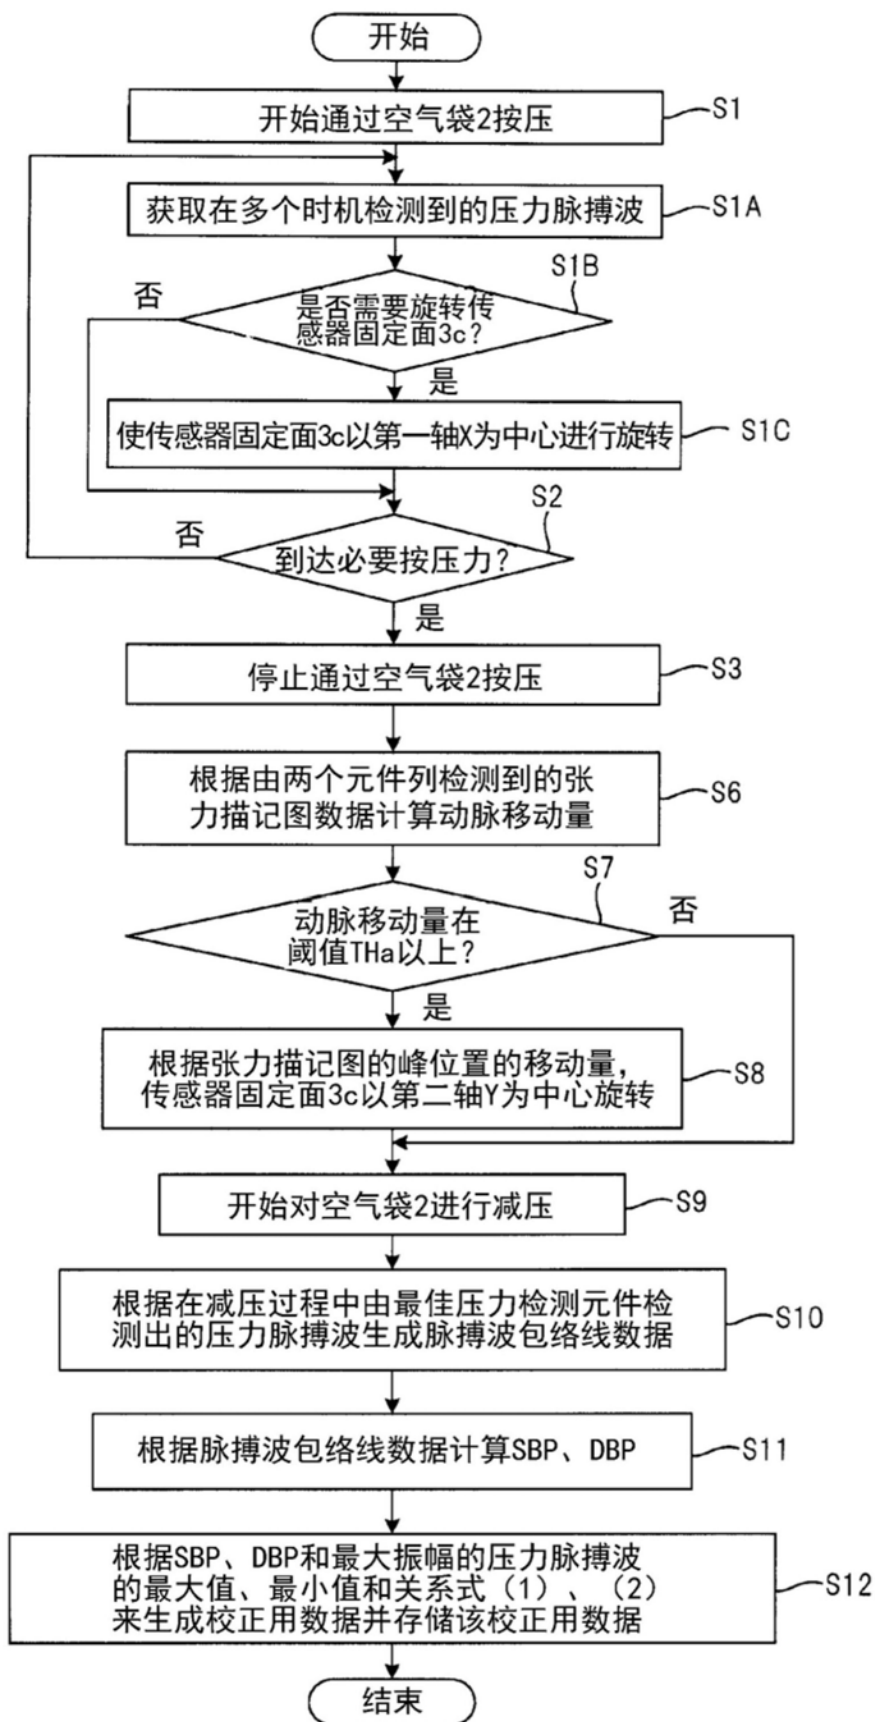 开始
开始通过空气袋2按压
S1
获取在多个时机检测到的压力脉搏波
S1A
S1B
否
是否需要旋转传
感器固定面3c?
是
使传感器固定面3c以第一轴X为中心进行旋转
S1C
S2
否
到达必要按压力?
是
停止通过空气袋2按压
S3
根据由两个元件列检测到的张
力描记图数据计算动脉移动量
S6
S7
否
动脉移动量在
阈值THa以上?
是
根据张力描记图的峰位置的移动量,
传感器固定面3c以第二轴Y为中心旋转
S8
开始对空气袋2进行减压
S9
根据在减压过程中由最佳压力检测元件检
测出的压力脉搏波生成脉搏波包络线数据
S10
根据脉搏波包络线数据计算SBP、DBP
S11
根据SBP、DBP和最大振幅的压力脉搏波
的最大值、最小值和关系式(1)、(2)
来生成校正用数据并存储该校正用数据
S12
结束